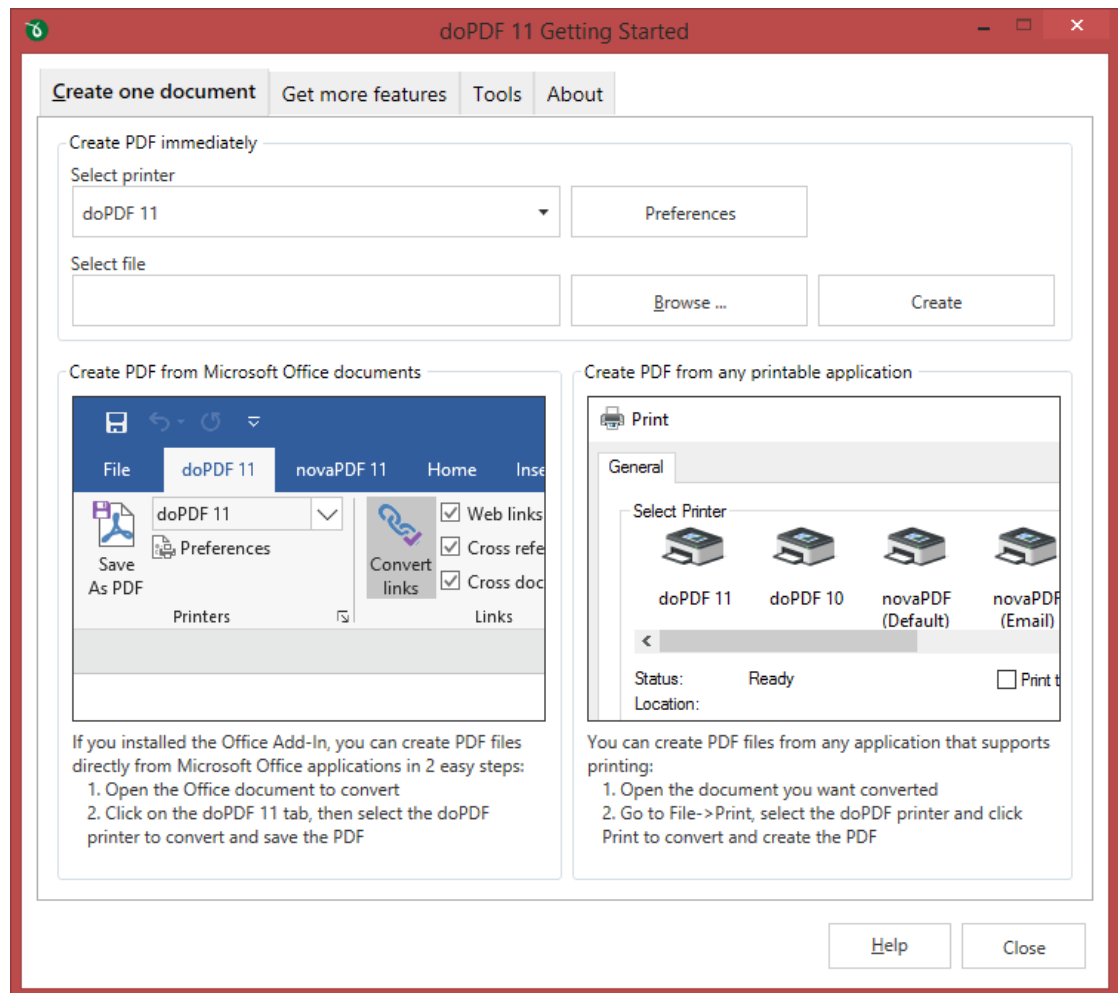 doPDF 11 Getting Started
Create one document
Get more features
Tools
About
Create PDF immediately
Select printer
doPDF 11
Preferences
Select file
Browse ...
Create
Create PDF from Microsoft Office documents
File
doPDF 11
novaPDF 11
Home
Inse
doPDF 11
Preferences
Save
As PDF
Printers
Convert
links
Web links
Cross refe
Cross doc
Links
If you installed the Office Add-In, you can create PDF files
directly from Microsoft Office applications in 2 easy steps:
1. Open the Office document to convert
2. Click on the doPDF 11 tab, then select the doPDF
printer to convert and save the PDF
Create PDF from any printable application
Print
General
Select Printer
doPDF 11
doPDF 10
novaPDF
(Default)
novaPDF
(Email)
Status:
Ready
Print t
Location:
You can create PDF files from any application that supports
printing:
1. Open the document you want converted
2. Go to File->Print, select the doPDF printer and click
Print to convert and create the PDF
Help
Close